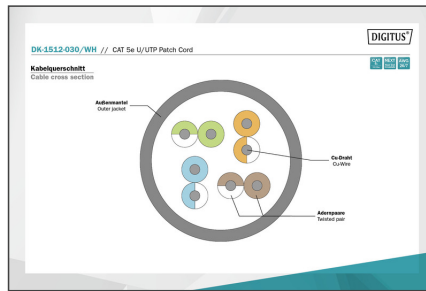 DIGITUS®
DK-1512-030/WH // CAT 5e U/UTP Patch Cord
Kabelquerschnitt
Cable cross section
Außenmantel
Outer jacket
Cu-Draht
Cu-Wire
Adernpaare
Twisted pair